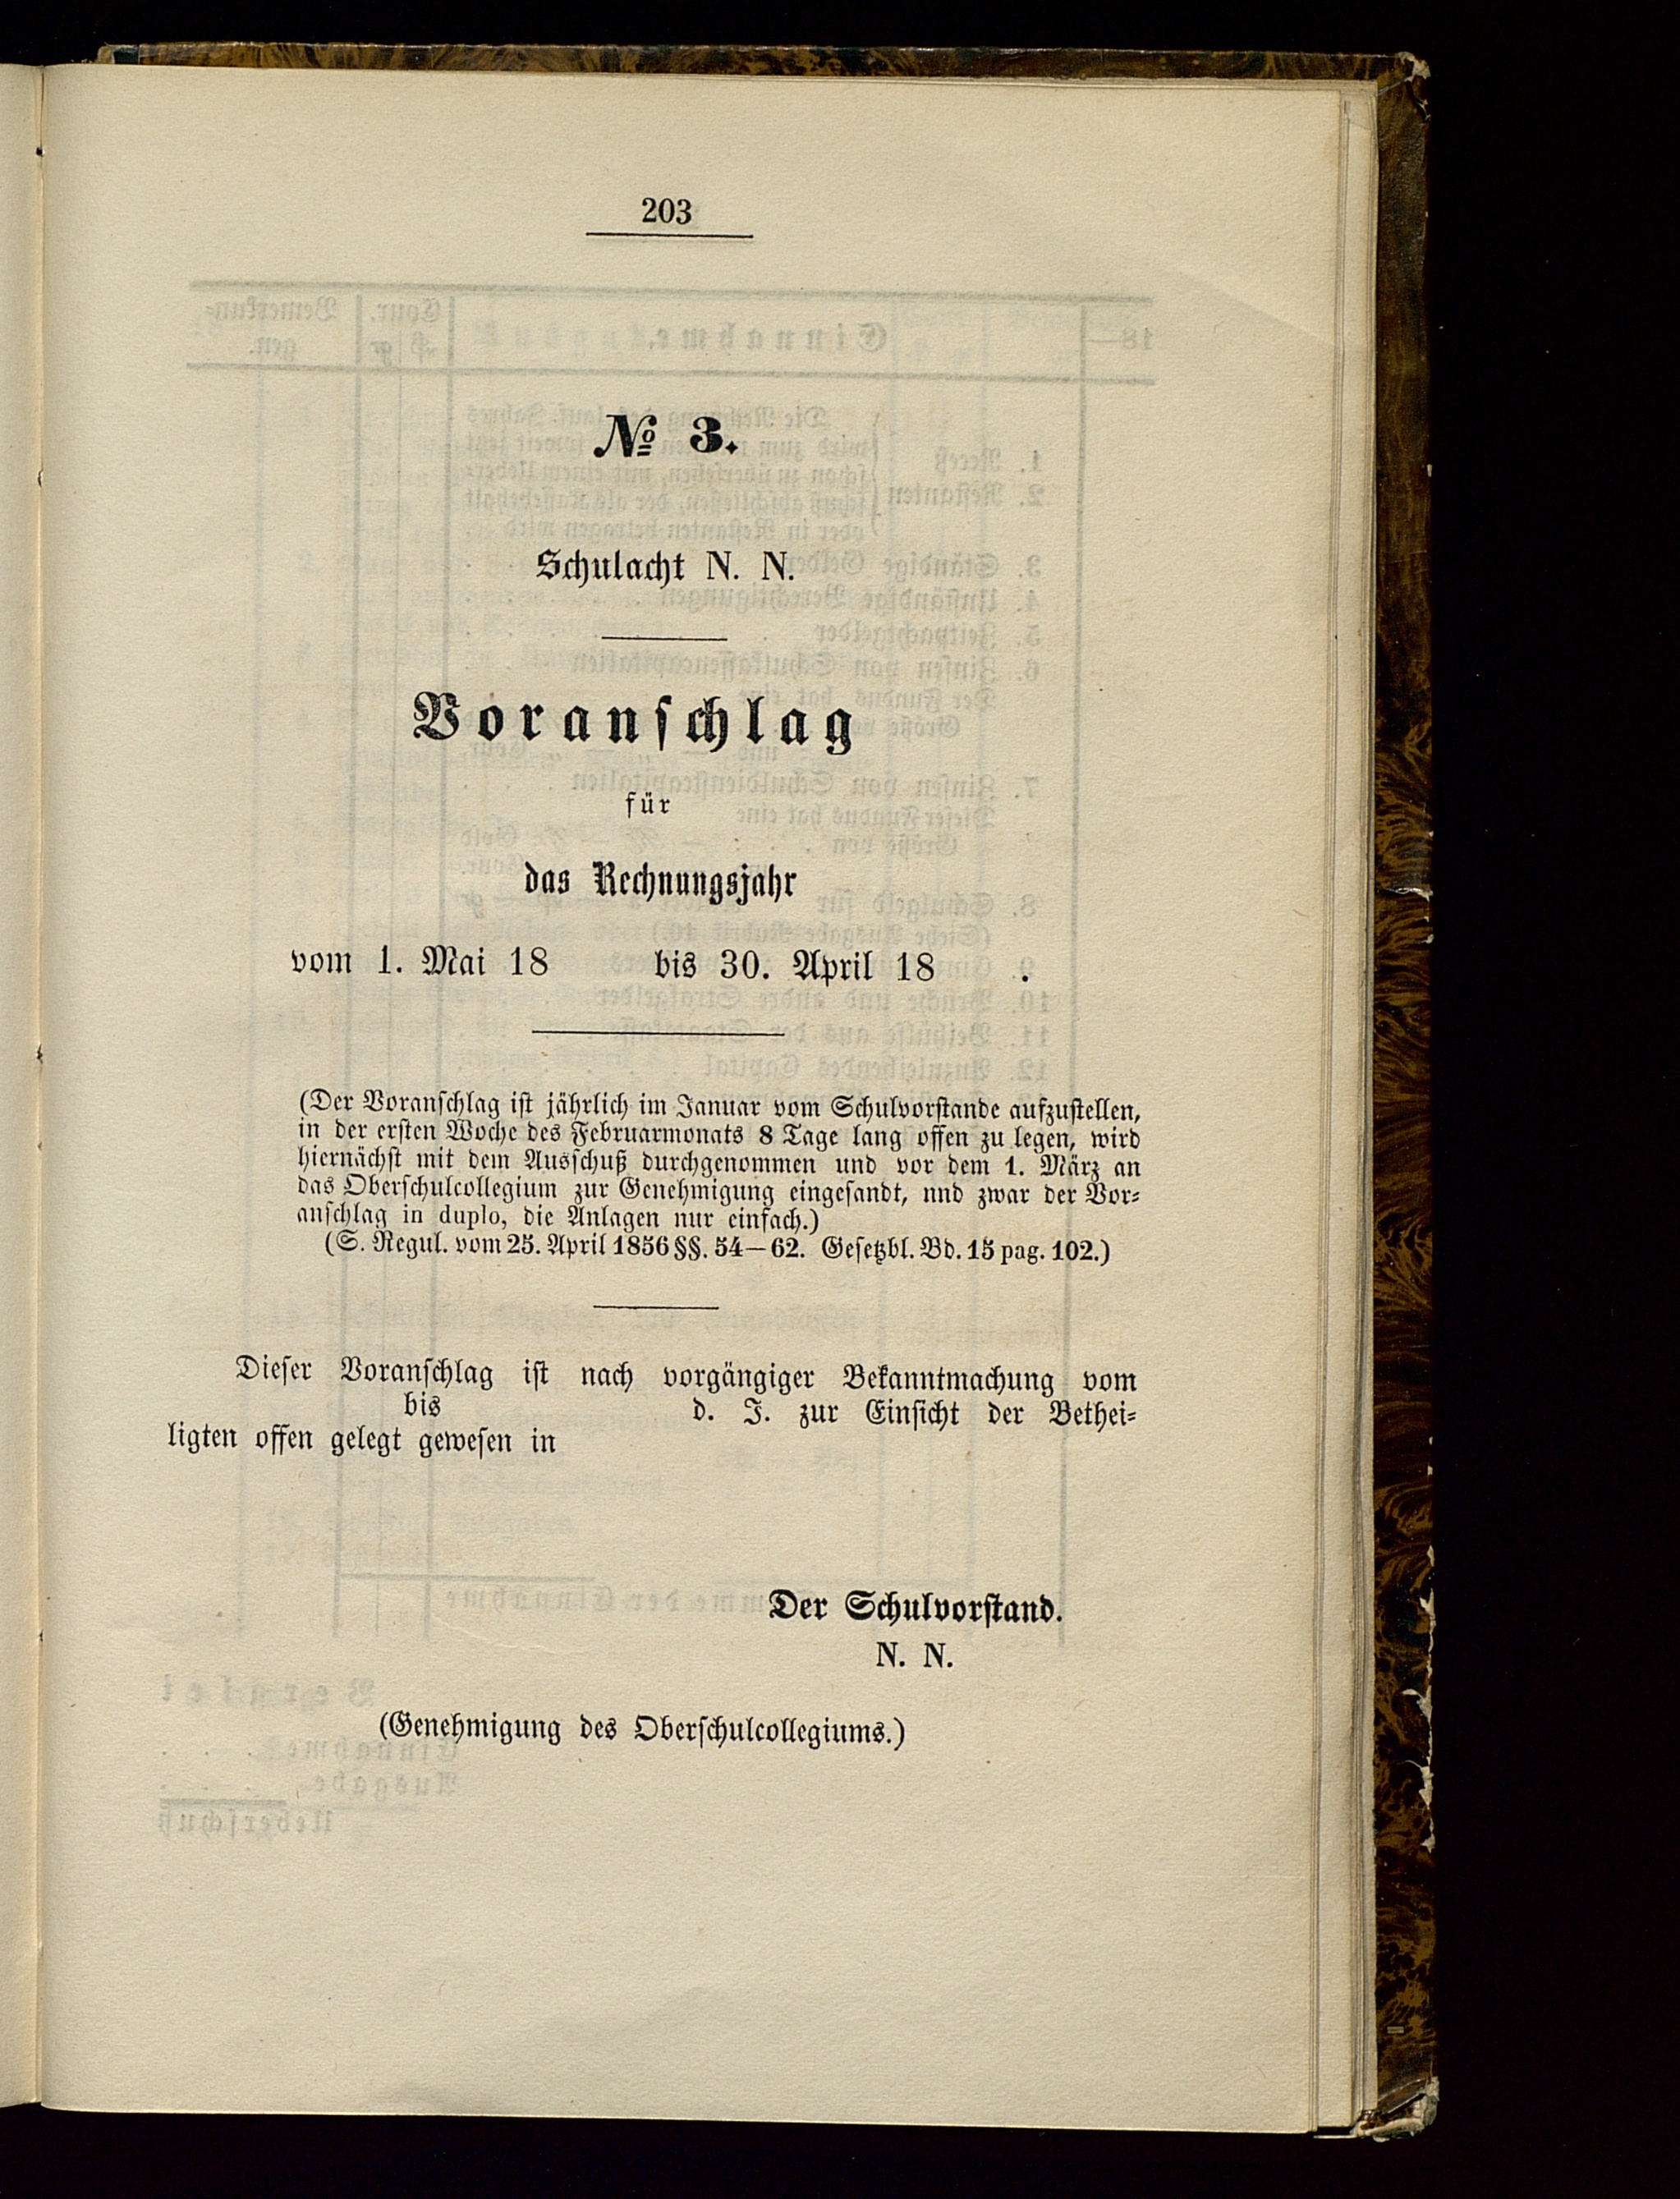 203
№ 3.
Schulacht N. N.
Voranschlag
für
das Rechnungsjahr
vom 1. Mai 18 bis 30. April 18 .
(Der Voranschlag ist jährlich im Januar vom Schulvorstande aufzustellen,
in der ersten Woche des Februarmonats 8 Tage lang offen zu legen, wird
hiernächst mit dem Ausschuß durchgenommen und vor dem 1. März an
das Oberschulcollegium zur Genehmigung eingesandt, nnd zwar der Vor-
anschlag in duplo, die Anlagen nur einfach.)
(S. Regul. vom 25. April 1856 §§. 54—62. Gesetzbl. Bd. 15 pag. 102.)
Dieser Voranschlag ist nach vorgängiger Bekanntmachung vom
bis d. J. zur Einsicht der Bethei-
ligten offen gelegt gewesen in
Der Schulvorstand.
N. N.
(Genehmigung des Oberschulcollegiums.)